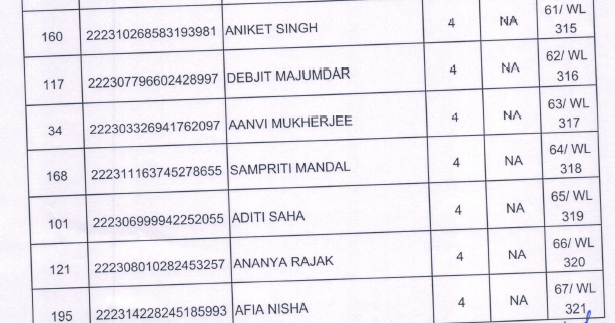 160 222310268583193981 ANIKET SINGH 4 NA 61/ WL 315
117 222307796602428997 DEBJIT MAJUMDAR 4 NA 62/ WL 316
34 222303326941762097 AANVI MUKHERJEE 4 NA 63/ WL 317
168 222311163745278655 SAMPRITI MANDAL 4 NA 64/ WL 318
101 222306999942252055 ADITI SAHA 4 NA 65/ WL 319
121 222308010282453257 ANANYA RAJAK 4 NA 66/ WL 320
195 222314228245185993 AFIA NISHA 4 NA 67/ WL 321